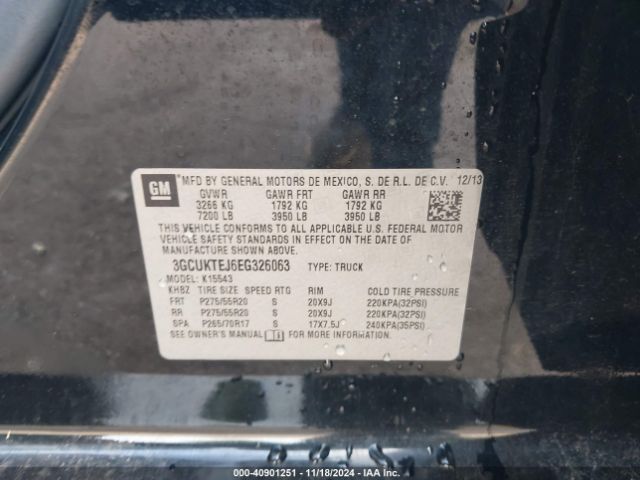 GM
MFD BY GENERAL MOTORS DE MEXICO, S. DE R.L. DE C.V. 12/13
GVWR GAWR FRT GAWR RR
3266 KG 1792 KG 1792 KG
7200 LB 3950 LB 3950 LB
THIS VEHICLE CONFORMS TO ALL APPLICABLE U.S. FEDERAL MOTOR
VEHICLE SAFETY STANDARDS IN EFFECT ON THE DATE OF
MANUFACTURE SHOWN ABOVE.
3GCUKTEJ6EG326063 TYPE: TRUCK
MODEL: K15543
KHBZ TIRE SIZE SPEED RTG RIM COLD TIRE PRESSURE
FRT P275/55R20 S 20X9J 220KPA(32PSI)
RR P275/55R20 S 20X9J 220KPA(32PSI)
SPA P265/70R17 S 17X7.5J 240KPA(35PSI)
SEE OWNER'S MANUAL FOR ADDITIONAL INFORMATION.
000-40901251 - 11/18/2024 - IAA Inc.